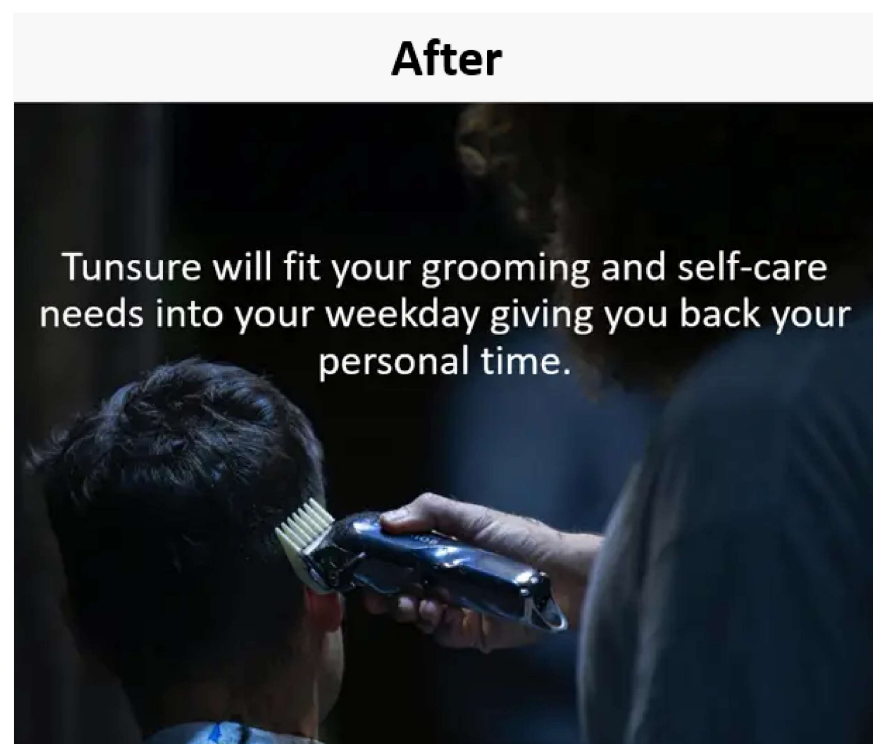 After
Tunsure will fit your grooming and self-care
needs into your weekday giving you back your
personal time.